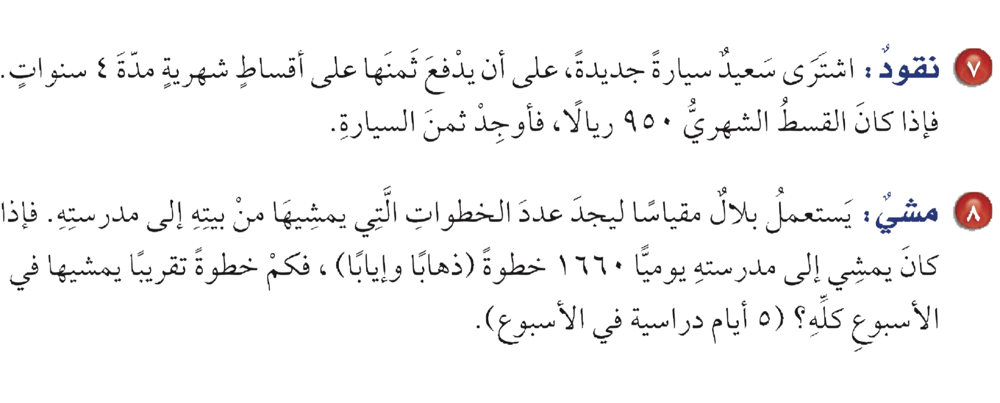 ٧ نقودٌ: اشتَرَى سَعيدٌ سيارةً جديدةً، على أن يدْفعَ ثَمنَها على أقساطٍ شهريةٍ مدّةَ ٤ سنواتٍ.
فإذا كانَ القسطُ الشهريُّ ٩٥٠ ريالًا، فأوجِدْ ثمنَ السيارةِ.
٨ مشيٌ: يَستعملُ بلالٌ مقياسًا ليجدَ عددَ الخطواتِ الَّتِي يمشِيهَا منْ بيتِهِ إلى مدرستِهِ. فإذا
كانَ يمشِي إلى مدرستهِ يوميًّا ١٦٦٠ خطوةً (ذهابًا وإيابًا)، فكمْ خطوةً تقريبًا يمشيها في
الأسبوعِ كلِّهِ؟ (٥ أيام دراسية في الأسبوع).